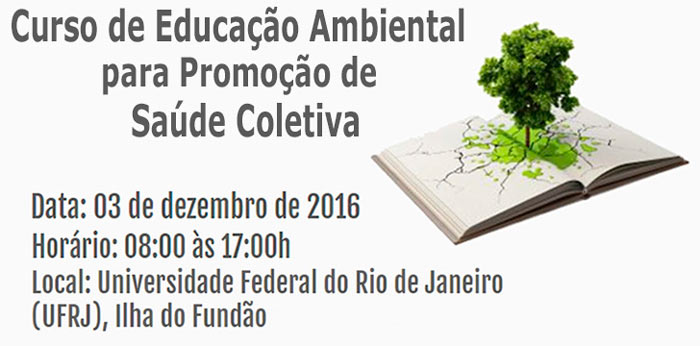 Curso de Educação Ambiental
para Promoção de
Saúde Coletiva
Data: 03 de dezembro de 2016
Horário: 08:00 às 17:00h
Local: Universidade Federal do Rio de Janeiro
(UFRJ), Ilha do Fundão